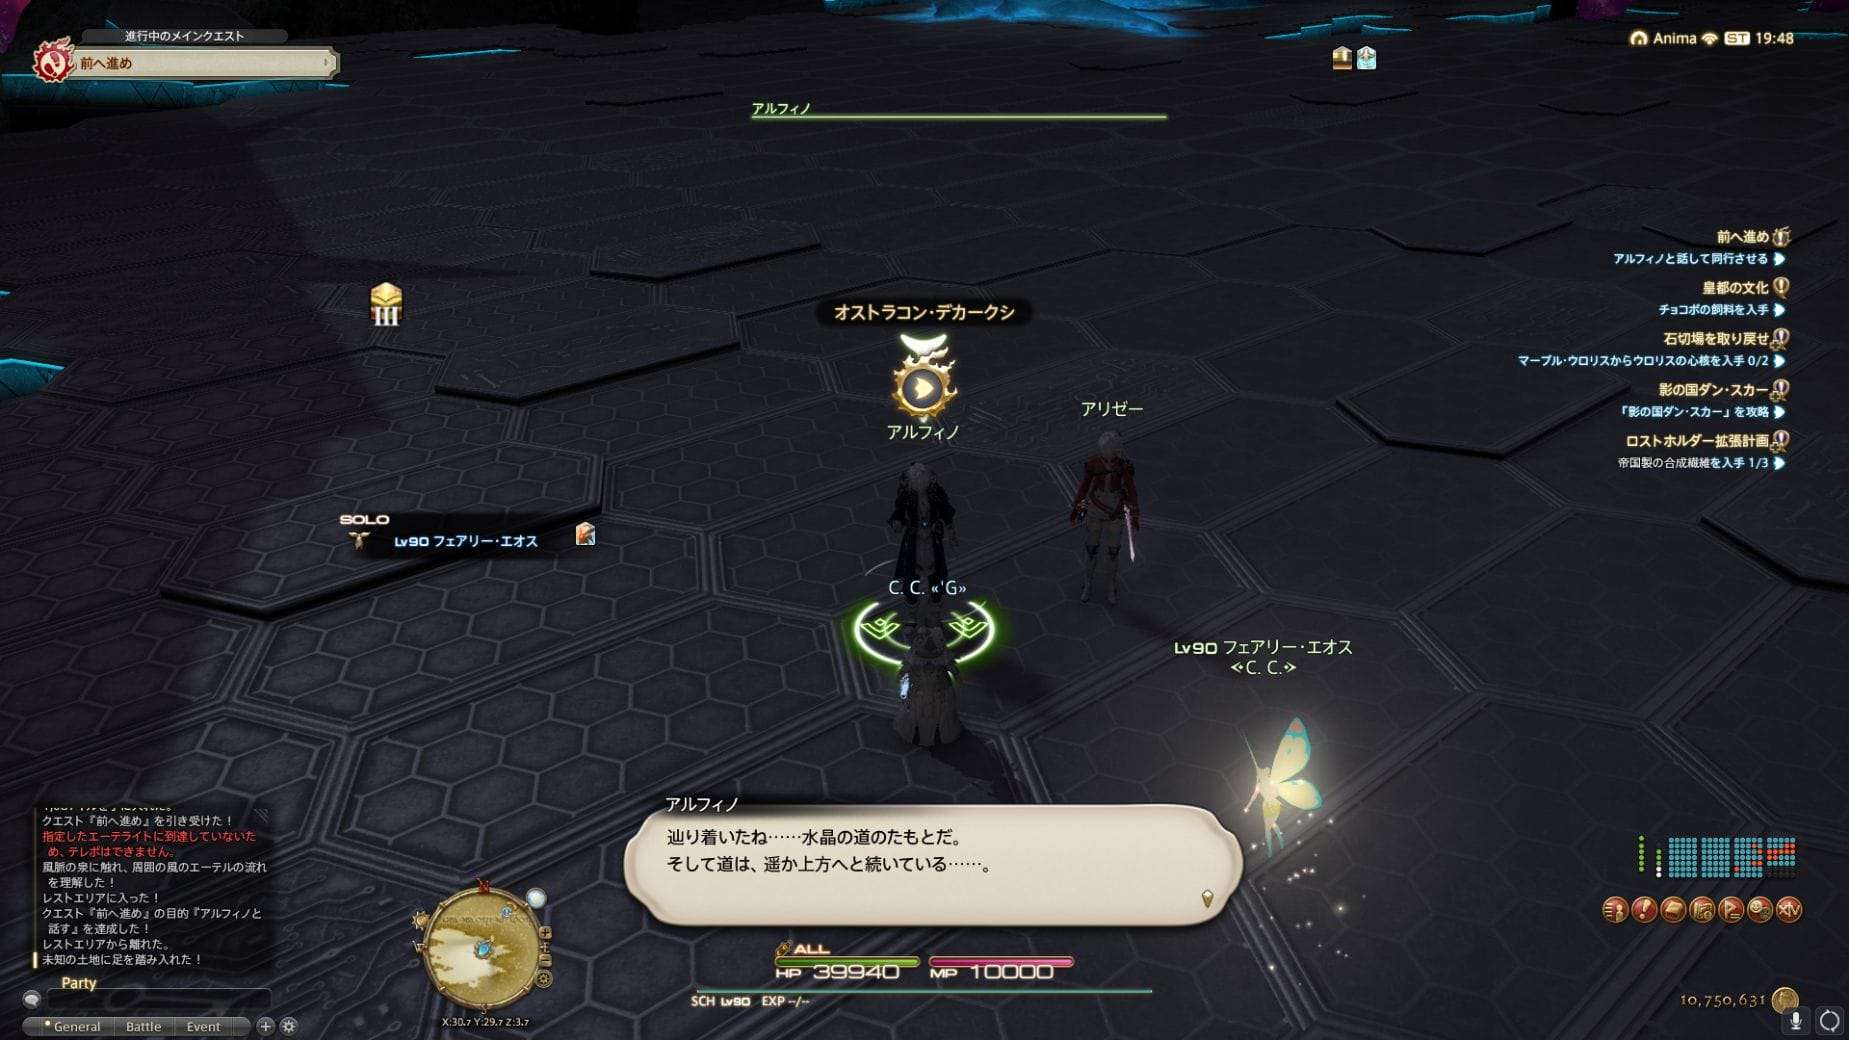 進行中のメインクエスト
前へ進め
Anima ST 19:48
アルフィノ
前へ進め
アルフィノと話して同行させる
皇都の文化
チョコボの飼料を入手
石切場を取り戻せ
マーブル・ウロリスからウロリスの心核を入手 0/2
影の国ダン・スカー
『影の国ダン・スカー』を攻略
ロストホルダー拡張計画
帝国製の合成繊維を入手 1/3
III
オストラコン・デカークシ
アルフィノ
アリゼー
SOLO
Lv90 フェアリー・エオス
C. C. «'G»
Lv90 フェアリー・エオス
C. C.
アルフィノ
辿り着いたね……水晶の道のたもとだ。
そして道は、遥か上方へと続いている……。
クエスト『前へ進め』を引き受けた！
指定したエーテライトに到達していないた
め、テレポはできません。
風脈の泉に触れ、周囲の風のエーテルの流れ
を理解した！
レストエリアに入った！
クエスト『前へ進め』の目的『アルフィノと
話す』を達成した！
レストエリアから離れた。
未知の土地に足を踏み入れた！
Party
General Battle Event
X:30.7 Y:29.7 Z:3.7
ALL
HP 39940 MP 10000
SCH Lv90 EXP --/--
XIV
10,750,631